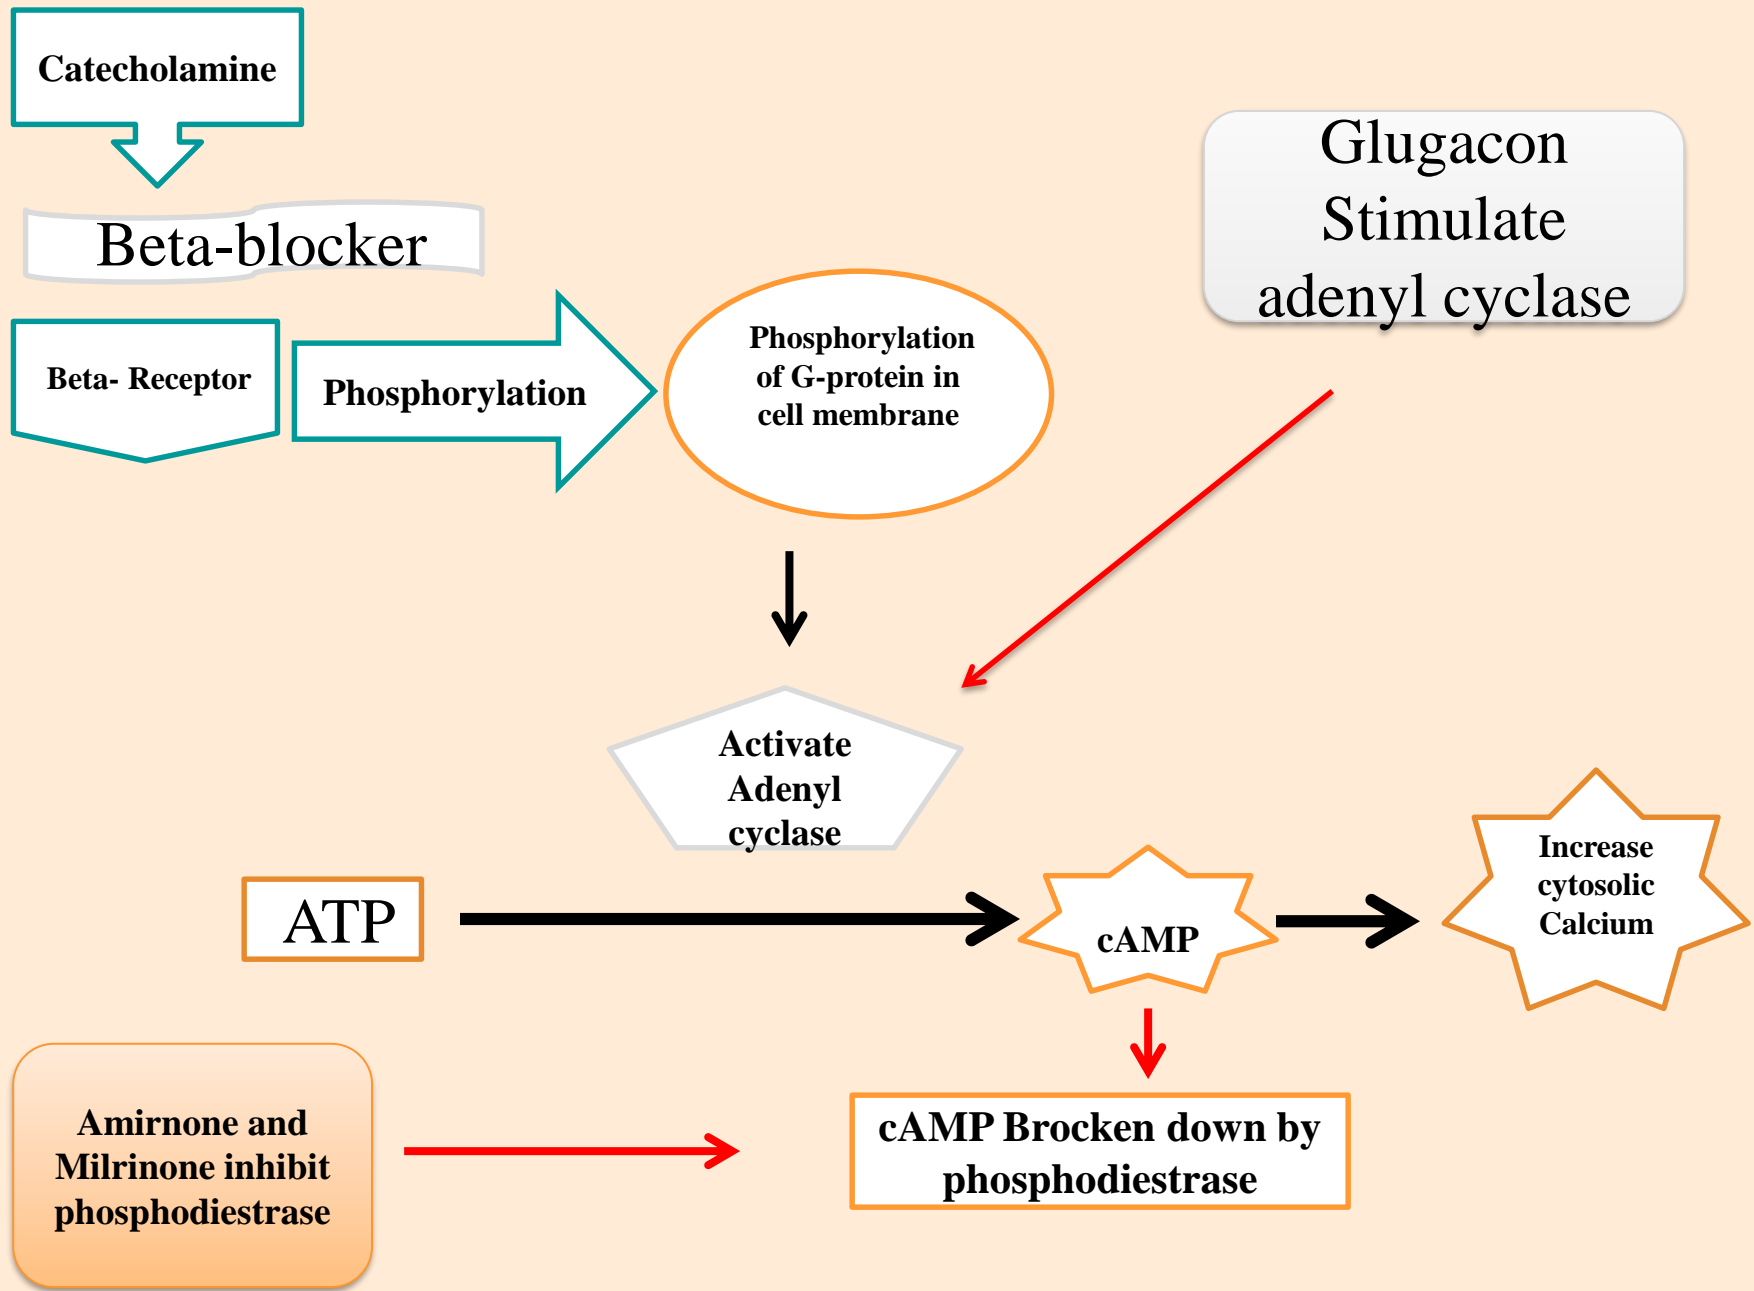 Catecholamine
Beta-blocker
Beta- Receptor
Phosphorylation
Phosphorylation
of G-protein in
cell membrane
Glugacon
Stimulate
adenyl cyclase
Activate
Adenyl
cyclase
ATP
cAMP
Increase
cytosolic
Calcium
Amirnone and
Milrinone inhibit
phosphodiestrase
cAMP Brocken down by
phosphodiestrase